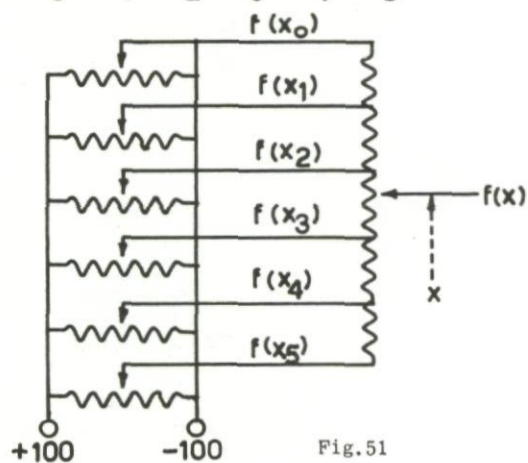 f(x₀)
f(x₁)
f(x₂)
f(x)
f(x₃)
x
f(x₄)
f(x₅)
+100 -100 Fig.51